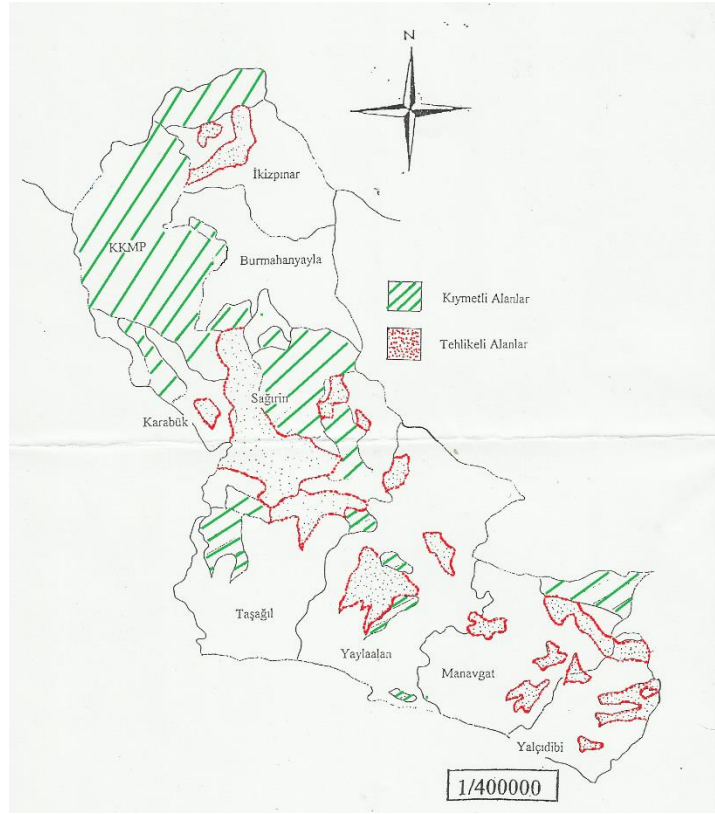 N
İkizpınar
KKMP
Burmahanyayla
Kıymetli Alanlar
Tehlikeli Alanlar
Sağırin
Karabük
Taşağıl
Yaylaalan
Manavgat
Yalçıdibi
1/400000